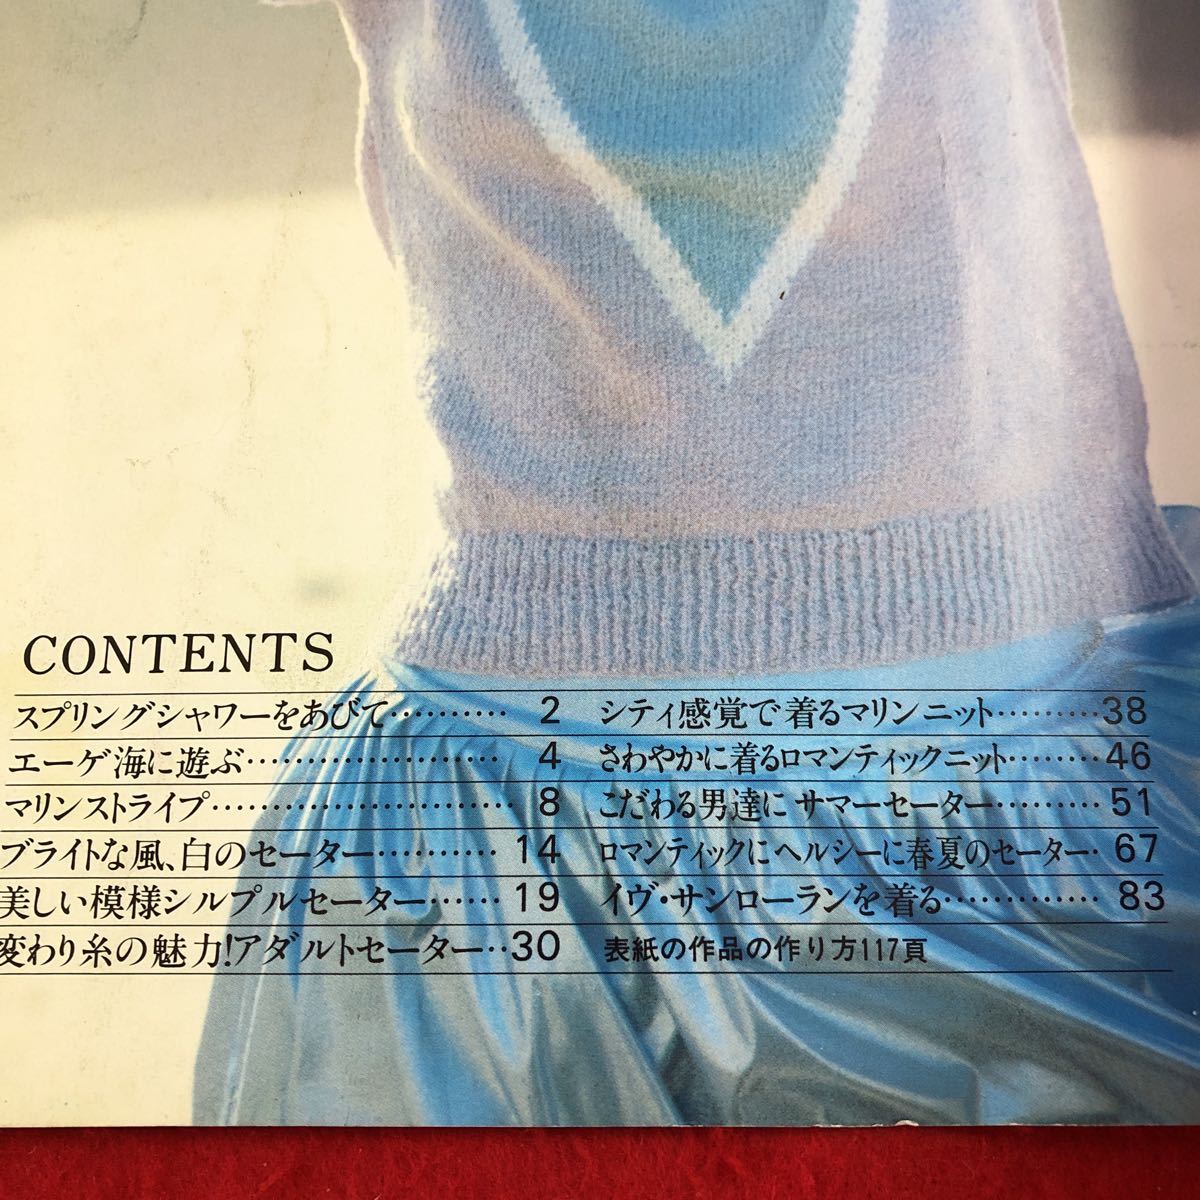 CONTENTS
スプリングシャワーをあびて………… 2
エーゲ海に遊ぶ…………………… 4
マリンストライプ……………………… 8
ブライトな風、白のセーター………… 14
美しい模様シルプルセーター…… 19
変わり糸の魅力!アダルトセーター‥30
シティ感覚で着るマリンニット………38
さわやかに着るロマンティックニット………46
こだわる男達に サマーセーター………51
ロマンティックにヘルシーに春夏のセーター・67
イヴ・サンローランを着る…………… 83
表紙の作品の作り方117頁